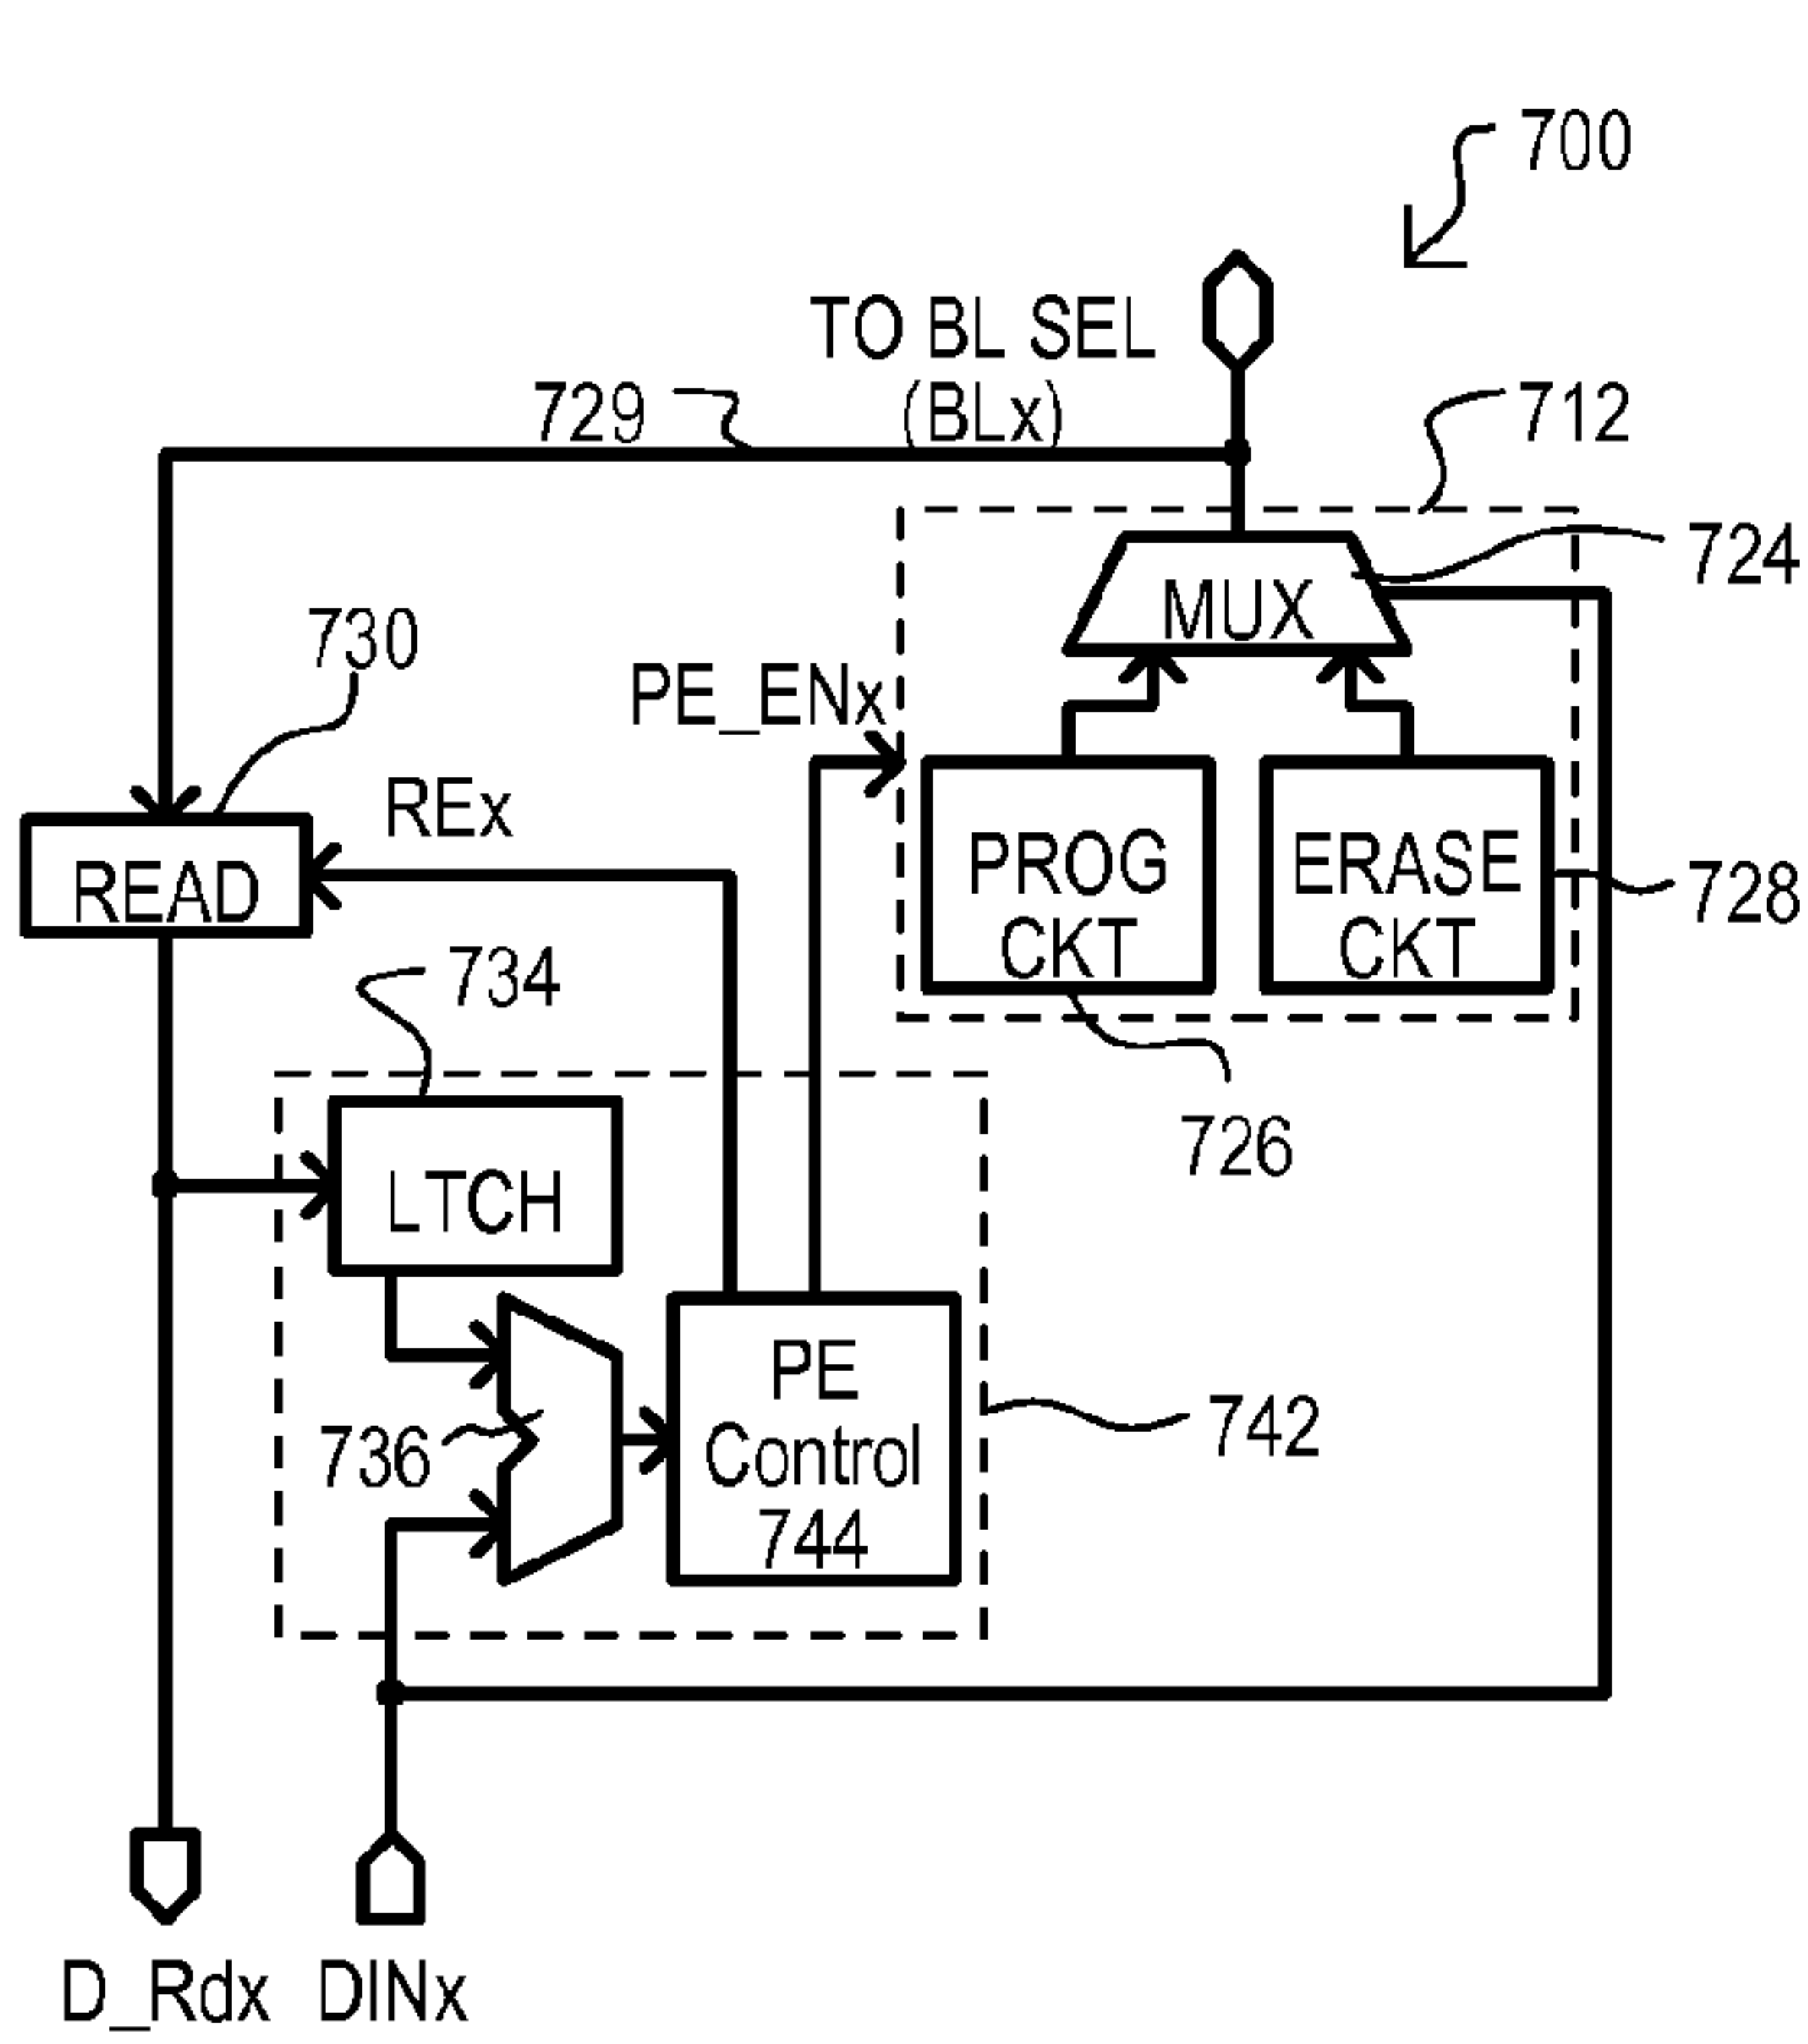 700
TO BL SEL
(BLx)
729
712
724
MUX
730
PE_ENx
REx
READ
PROG
CKT
ERASE
CKT
728
734
726
LTCH
PE
Control
744
736
742
D_Rdx
DINx